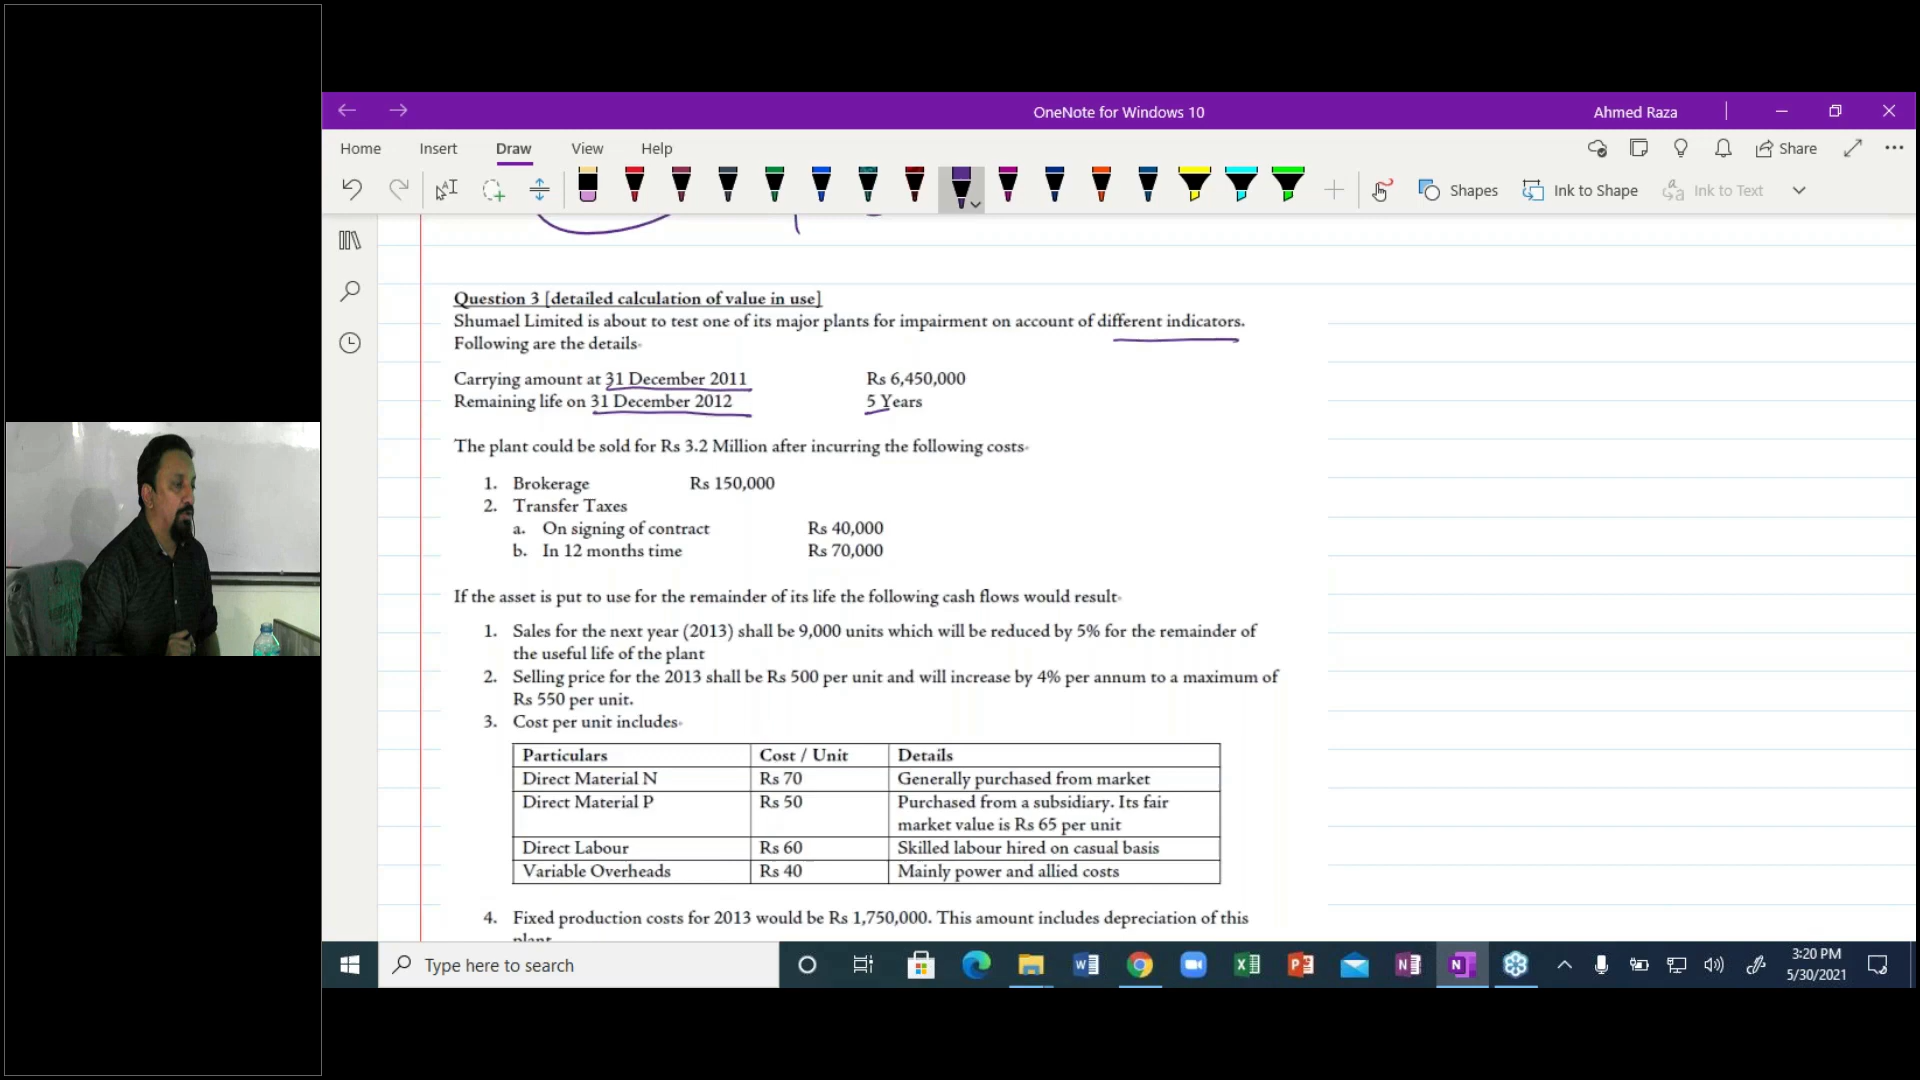 OneNote for Windows 10
Ahmed Raza
Home Insert Draw View Help
Share
Shapes Ink to Shape Ink to Text
Question 3 [detailed calculation of value in use]
Shumael Limited is about to test one of its major plants for impairment on account of different indicators.
Following are the details-
Carrying amount at 31 December 2011 Rs 6,450,000
Remaining life on 31 December 2012 5 Years
The plant could be sold for Rs 3.2 Million after incurring the following costs-
1. Brokerage Rs 150,000
2. Transfer Taxes
a. On signing of contract Rs 40,000
b. In 12 months time Rs 70,000
If the asset is put to use for the remainder of its life the following cash flows would result-
1. Sales for the next year (2013) shall be 9,000 units which will be reduced by 5% for the remainder of
the useful life of the plant
2. Selling price for the 2013 shall be Rs 500 per unit and will increase by 4% per annum to a maximum of
Rs 550 per unit.
3. Cost per unit includes-
Particulars Cost / Unit Details
Direct Material N Rs 70 Generally purchased from market
Direct Material P Rs 50 Purchased from a subsidiary. Its fair
market value is Rs 65 per unit
Direct Labour Rs 60 Skilled labour hired on casual basis
Variable Overheads Rs 40 Mainly power and allied costs
4. Fixed production costs for 2013 would be Rs 1,750,000. This amount includes depreciation of this
plant
Type here to search
3:20 PM
5/30/2021